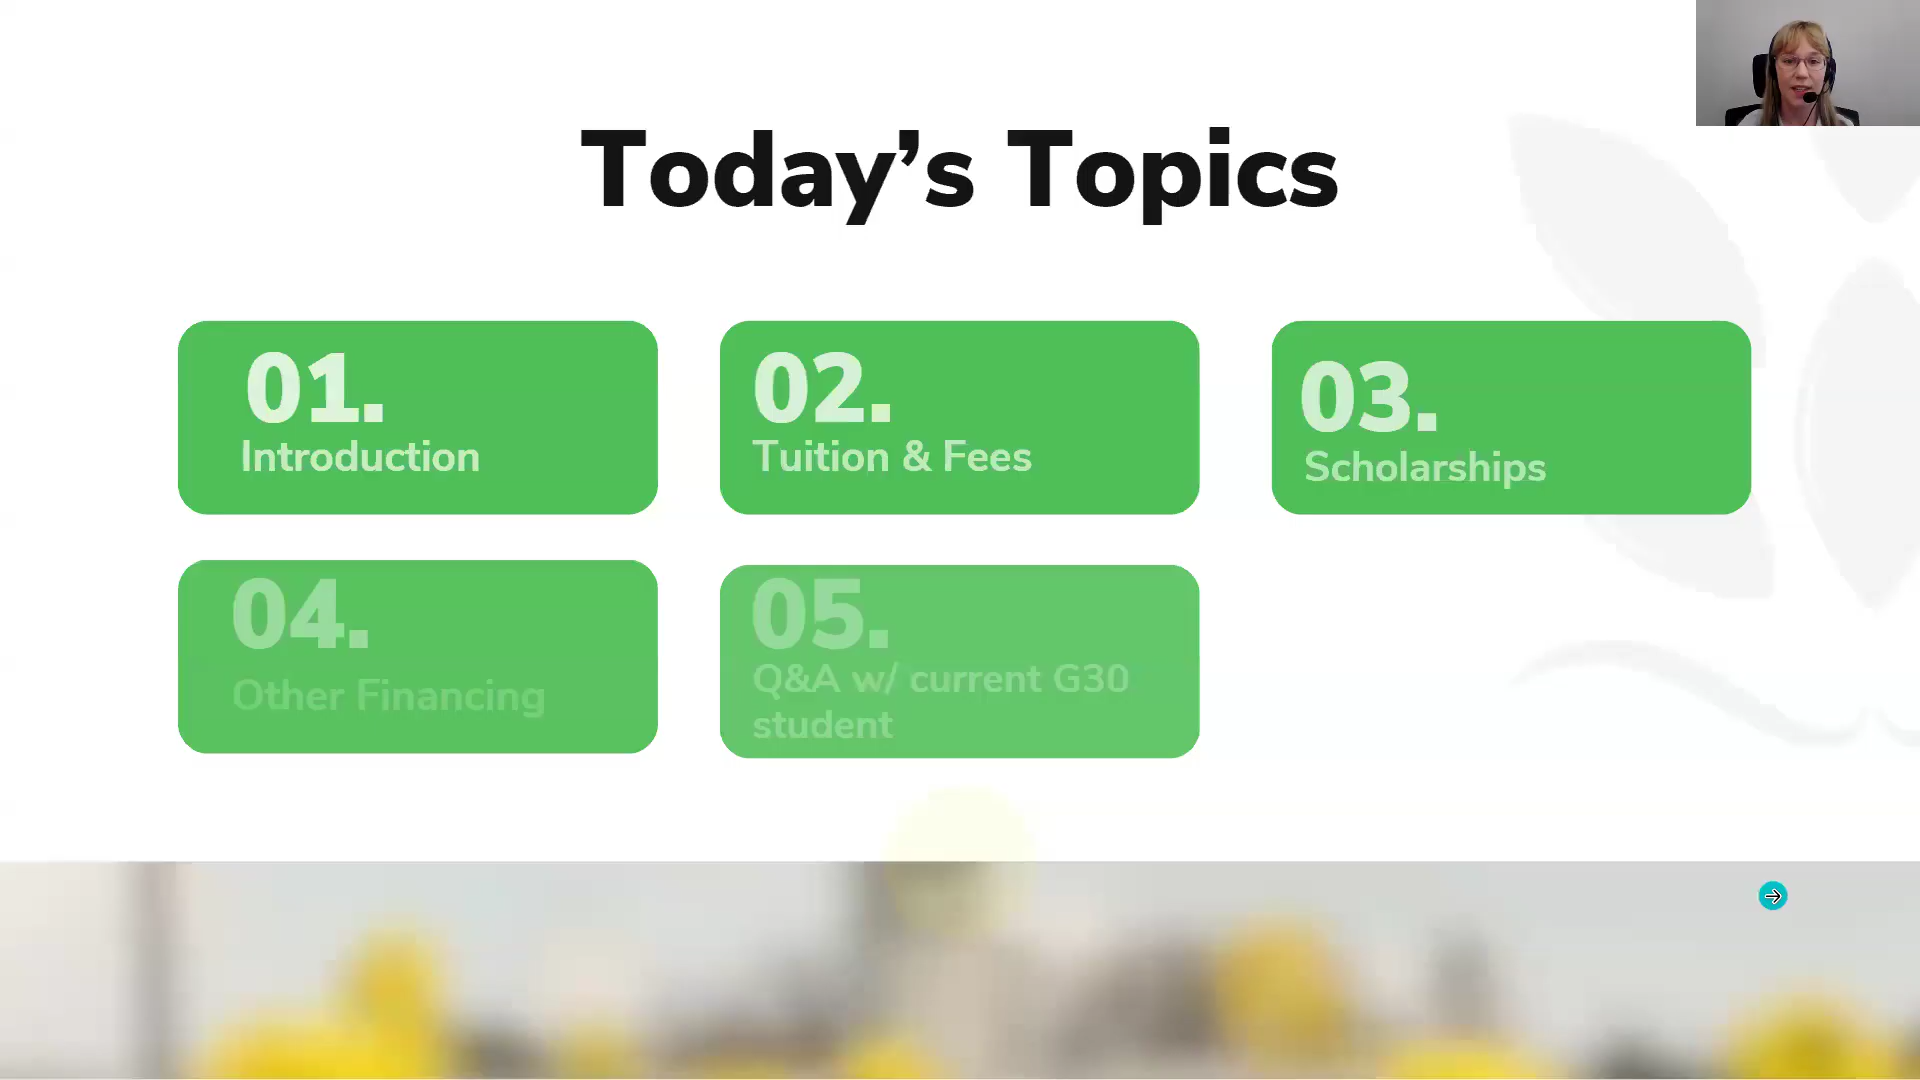 Today’s Topics
01.
Introduction
02.
Tuition & Fees
03.
Scholarships
04.
Other Financing
05.
Q&A w/ current G30
student